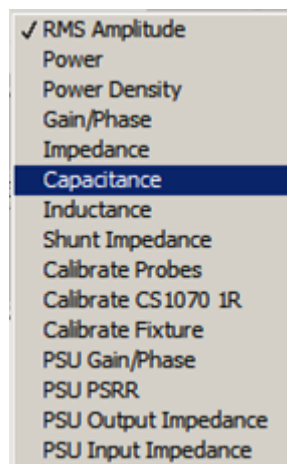 ✓ RMS Amplitude
Power
Power Density
Gain/Phase
Impedance
Capacitance
Inductance
Shunt Impedance
Calibrate Probes
Calibrate CS1070 1R
Calibrate Fixture
PSU Gain/Phase
PSU PSRR
PSU Output Impedance
PSU Input Impedance